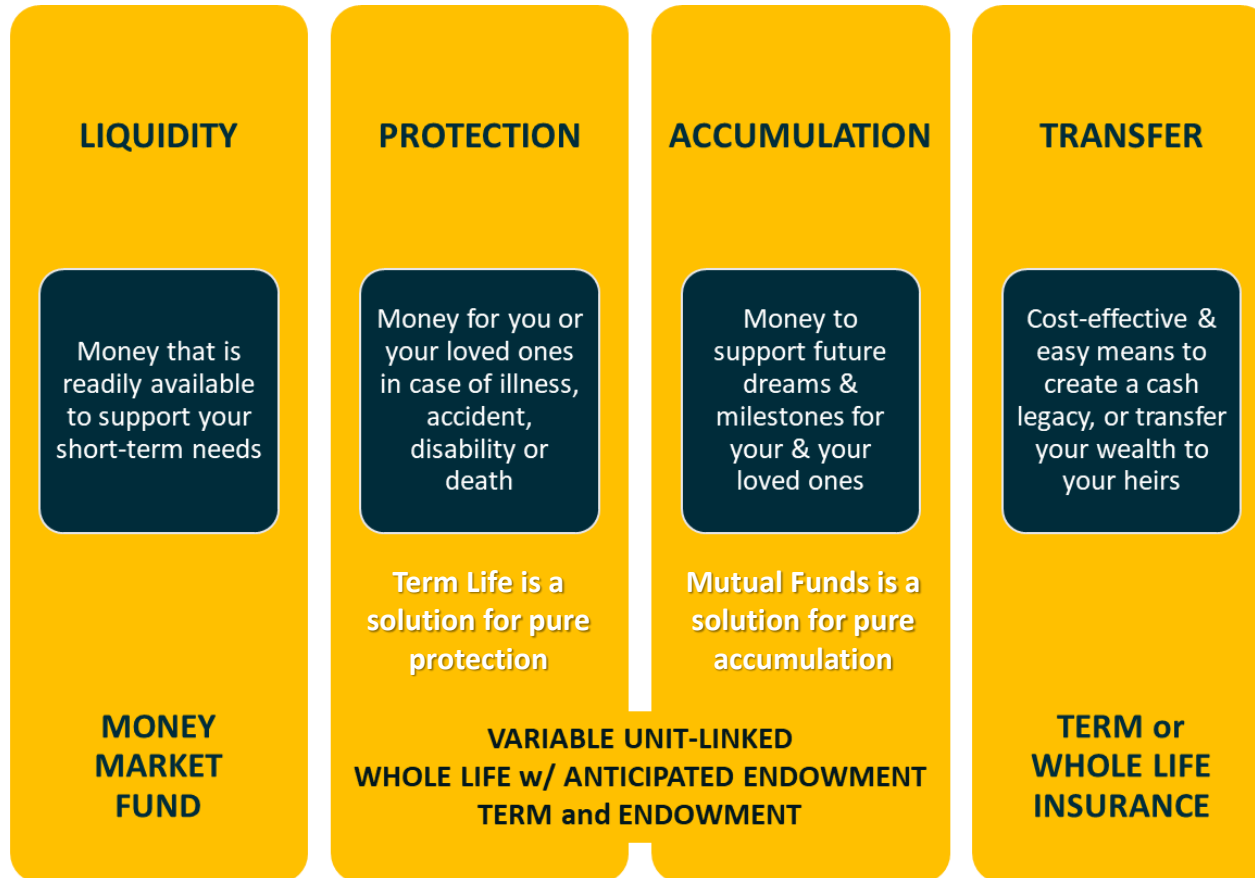 LIQUIDITY
Money that is
readily available
to support your
short-term needs
MONEY
MARKET
FUND
PROTECTION
Money for you or
your loved ones
in case of illness,
accident,
disability or
death
Term Life is a
solution for pure
protection
ACCUMULATION
Money to
support future
dreams &
milestones for
your & your
loved ones
Mutual Funds is a
solution for pure
accumulation
VARIABLE UNIT-LINKED
WHOLE LIFE w/ ANTICIPATED ENDOWMENT
TERM and ENDOWMENT
TRANSFER
Cost-effective &
easy means to
create a cash
legacy, or transfer
your wealth to
your heirs
TERM or
WHOLE LIFE
INSURANCE